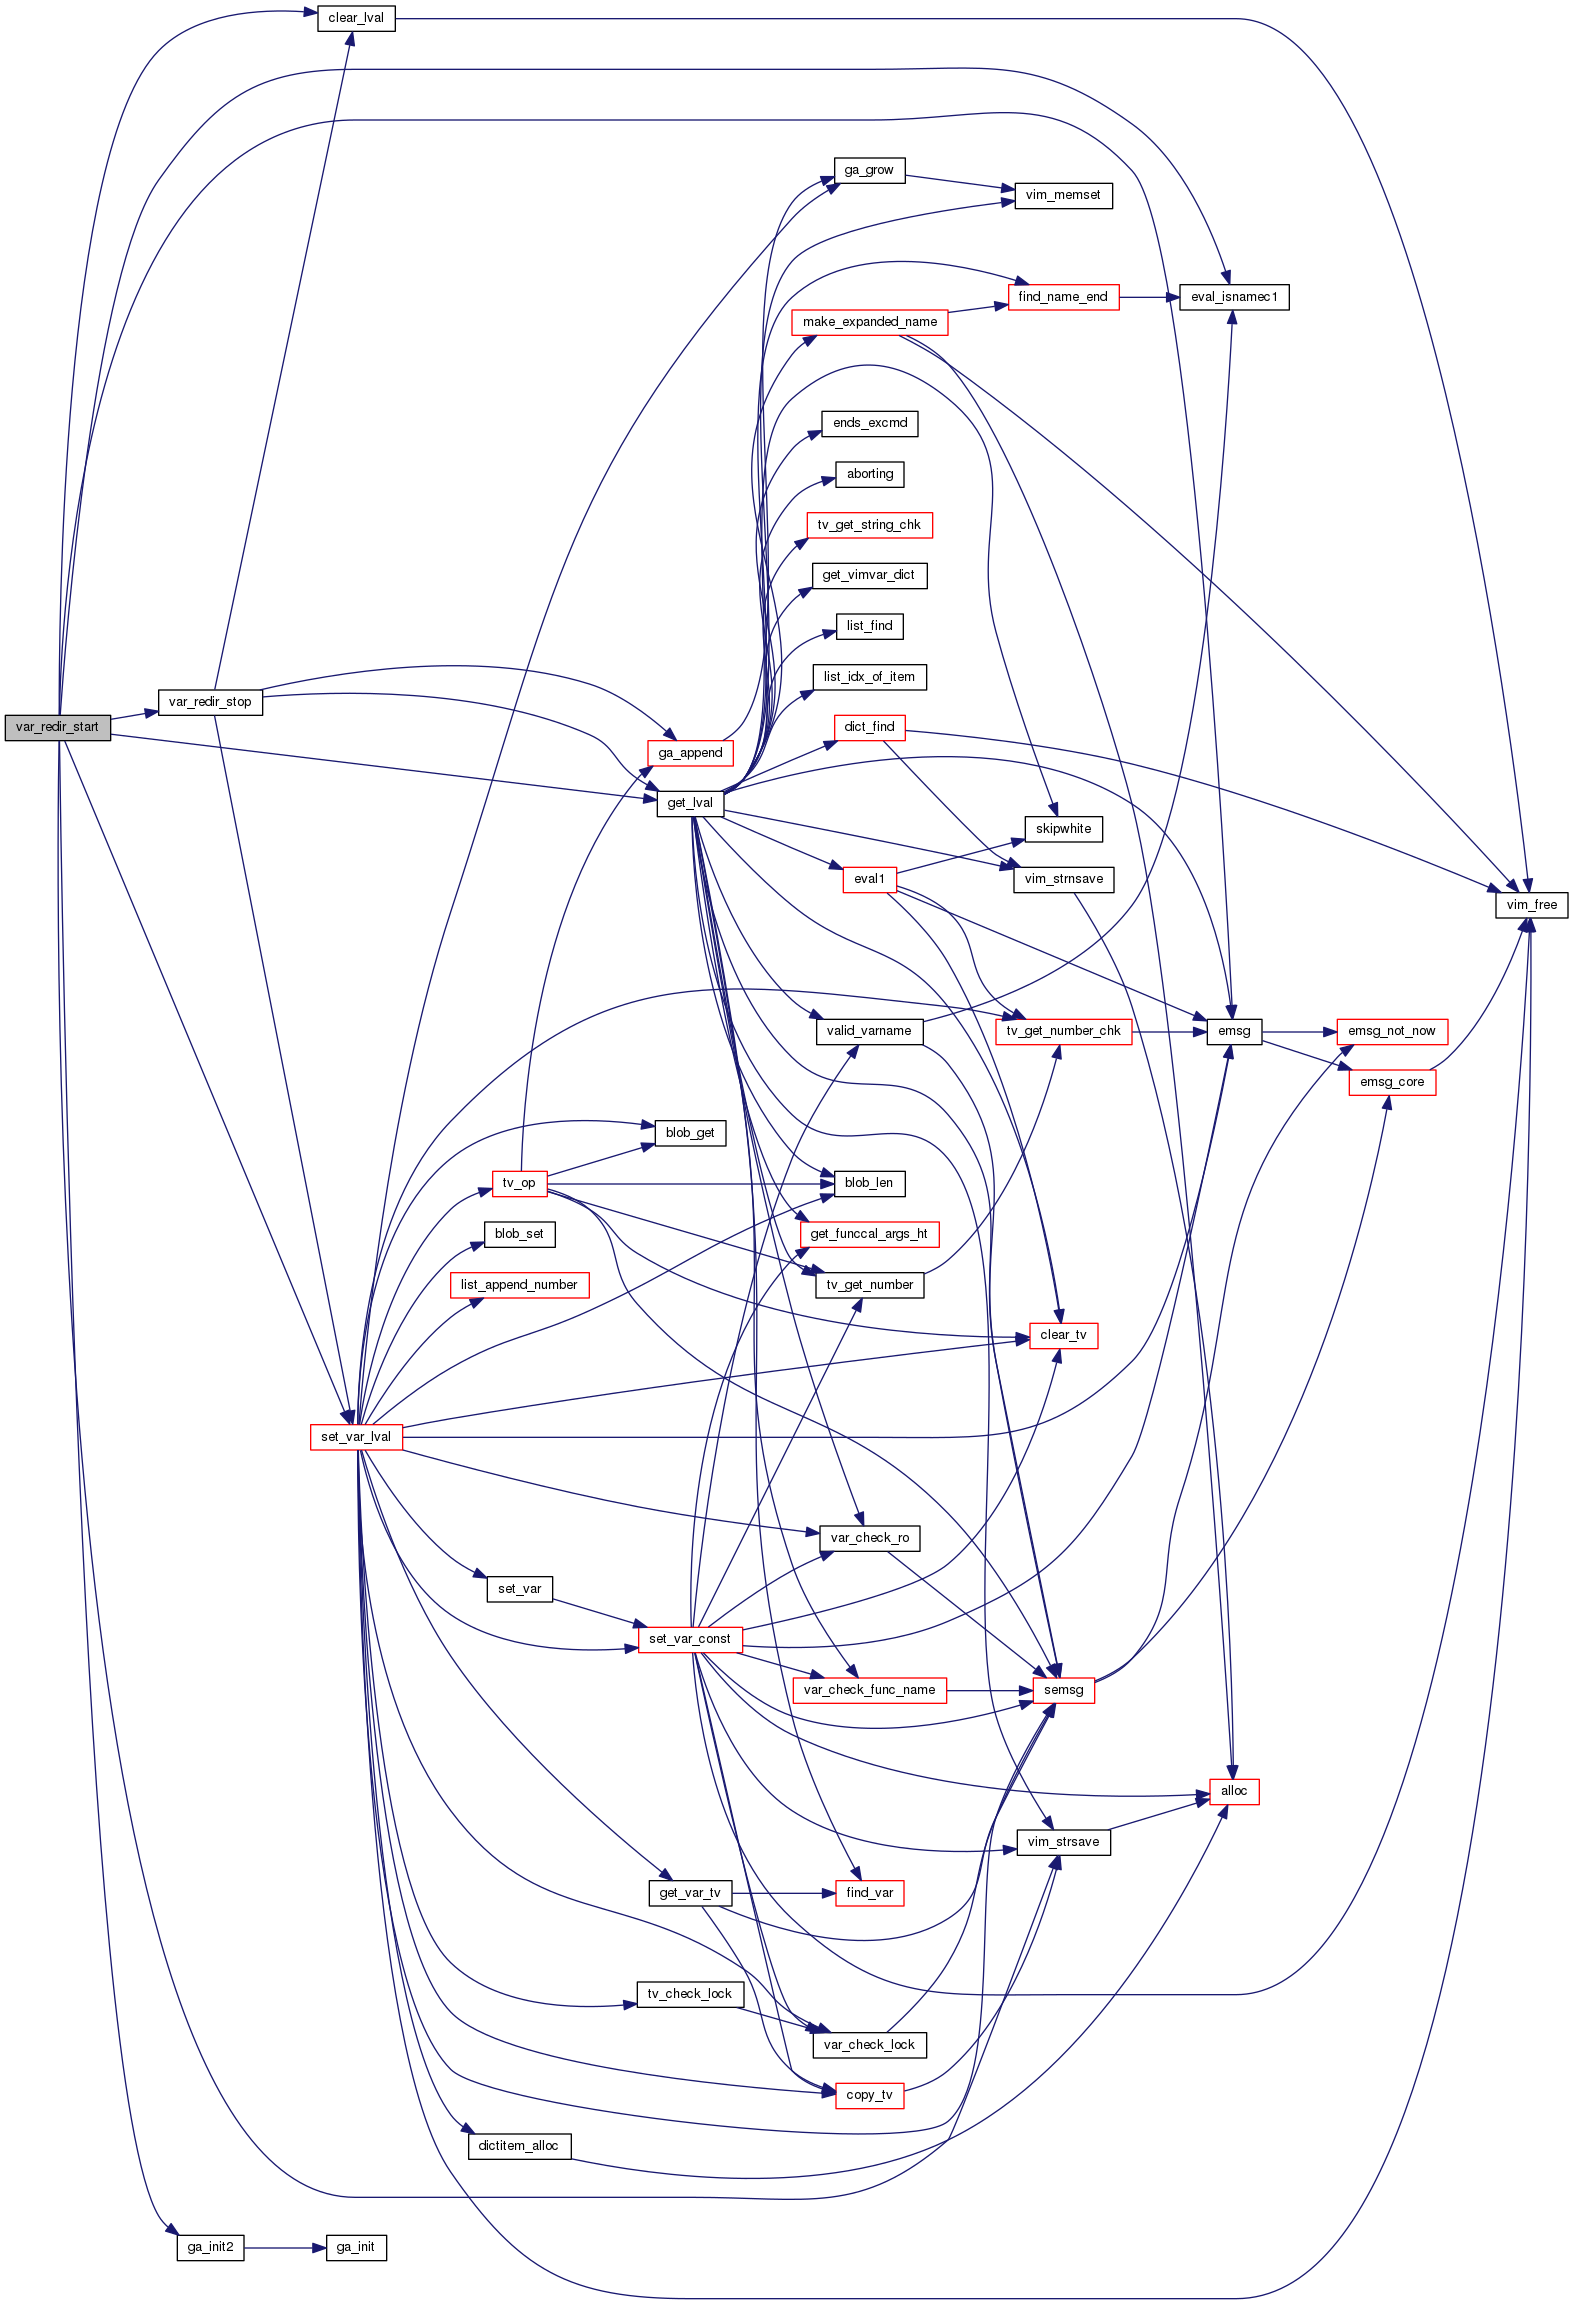 clear_lval
ga_grow
vim_memset
find_name_end
eval_isnamec1
make_expanded_name
ends_excmd
aborting
tv_get_string_chk
get_vimvar_dict
list_find
list_idx_of_item
var_redir_stop
var_redir_start
dict_find
ga_append
get_lval
skipwhite
eval1
vim_strnsave
vim_free
valid_varname
tv_get_number_chk
emsg
emsg_not_now
emsg_core
blob_get
tv_op
blob_len
blob_set
get_funccal_args_ht
list_append_number
tv_get_number
clear_tv
set_var_lval
var_check_ro
set_var
set_var_const
var_check_func_name
semsg
alloc
vim_strsave
get_var_tv
find_var
tv_check_lock
var_check_lock
copy_tv
dictitem_alloc
ga_init2
ga_init